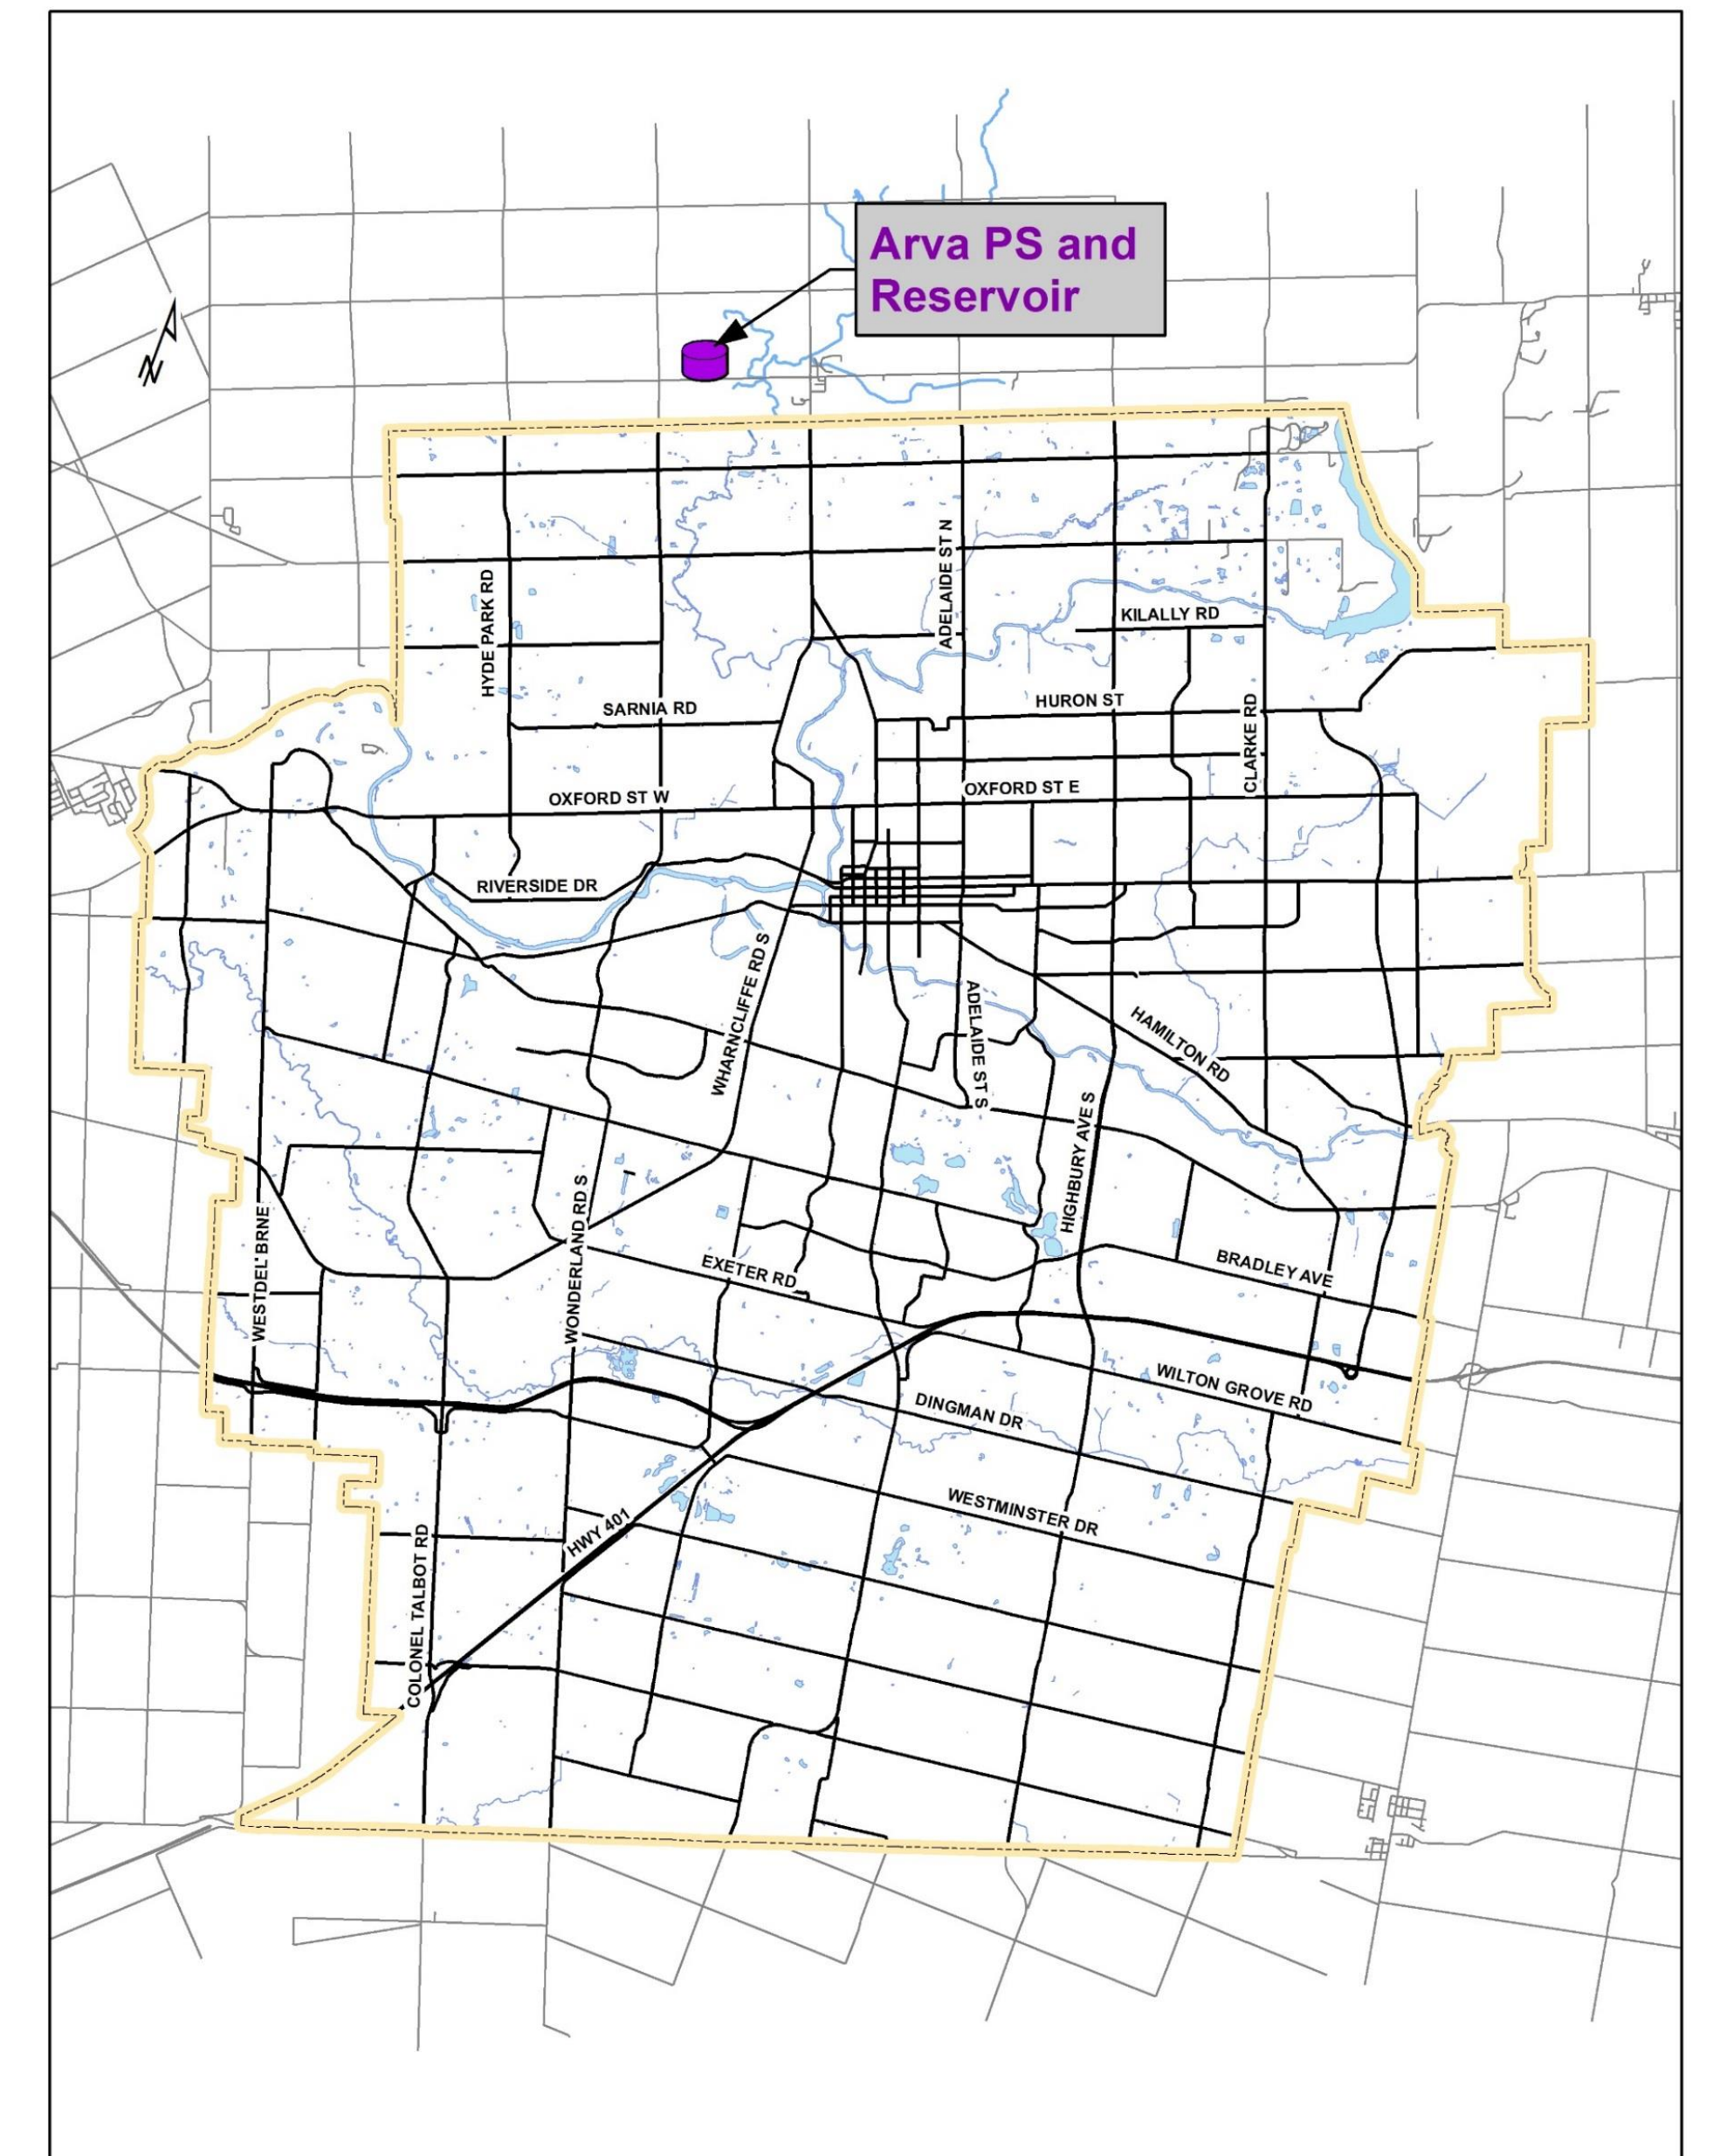 Arva PS and
Reservoir
N
ADELAIDE ST N
HYDE PARK RD
KILALLY RD
SARNIA RD
HURON ST
CLARKE RD
OXFORD ST W
OXFORD ST E
RIVERSIDE DR
WHARNCLIFFE RD S
ADELAIDE ST S
HAMILTON RD
HIGHBURY AVE S
WESTDEL BRNE
WONDERLAND RD S
EXETER RD
BRADLEY AVE
WILTON GROVE RD
DINGMAN DR
WESTMINSTER DR
HWY 401
COLONEL TALBOT RD